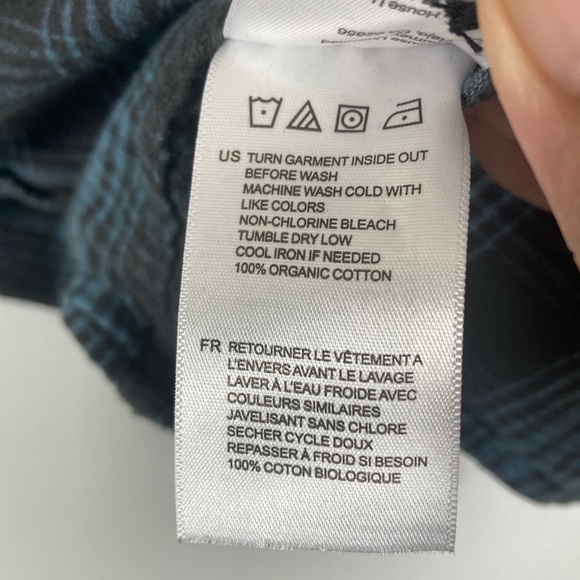 House
US TURN GARMENT INSIDE OUT
BEFORE WASH
MACHINE WASH COLD WITH
LIKE COLORS
NON-CHLORINE BLEACH
TUMBLE DRY LOW
COOL IRON IF NEEDED
100% ORGANIC COTTON
FR RETOURNER LE VÊTEMENT A
L'ENVERS AVANT LE LAVAGE
LAVER À L'EAU FROIDE AVEC
COULEURS SIMILAIRES
JAVELISANT SANS CHLORE
SECHER CYCLE DOUX
REPASSER À FROID SI BESOIN
100% COTON BIOLOGIQUE